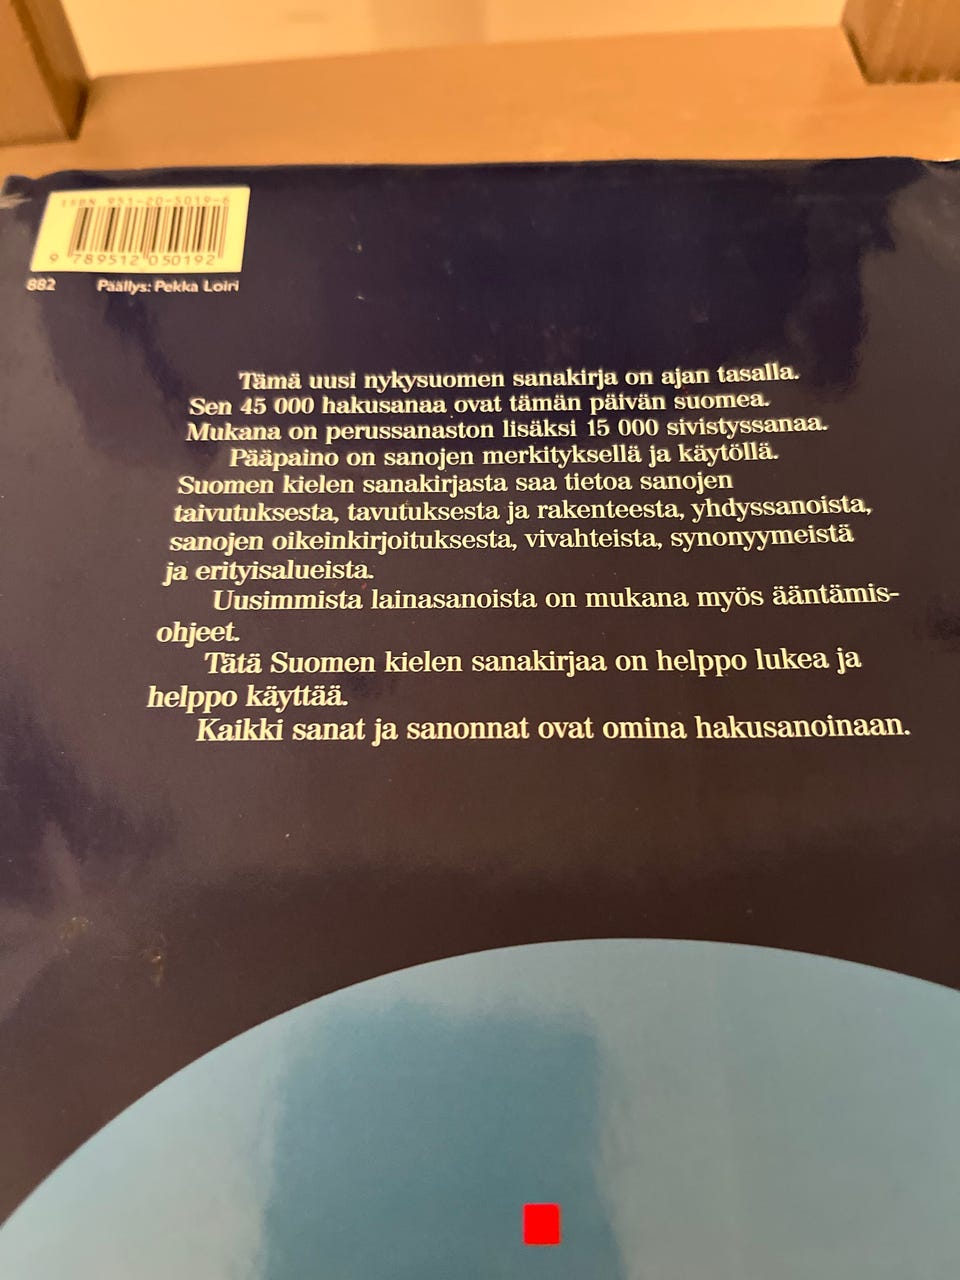 ISBN 951-20-5019-6
9 789512 050192
882 Päällys: Pekka Loiri
Tämä uusi nykysuomen sanakirja on ajan tasalla.
Sen 45 000 hakusanaa ovat tämän päivän suomea.
Mukana on perussanaston lisäksi 15 000 sivistyssanaa.
Pääpaino on sanojen merkityksellä ja käytöllä.
Suomen kielen sanakirjasta saa tietoa sanojen
taivutuksesta, tavutuksesta ja rakenteesta, yhdyssanoista,
sanojen oikeinkirjoituksesta, vivahteista, synonyymeistä
ja erityisalueista.
Uusimmista lainasanoista on mukana myös ääntämis-
ohjeet.
Tätä Suomen kielen sanakirjaa on helppo lukea ja
helppo käyttää.
Kaikki sanat ja sanonnat ovat omina hakusanoinaan.